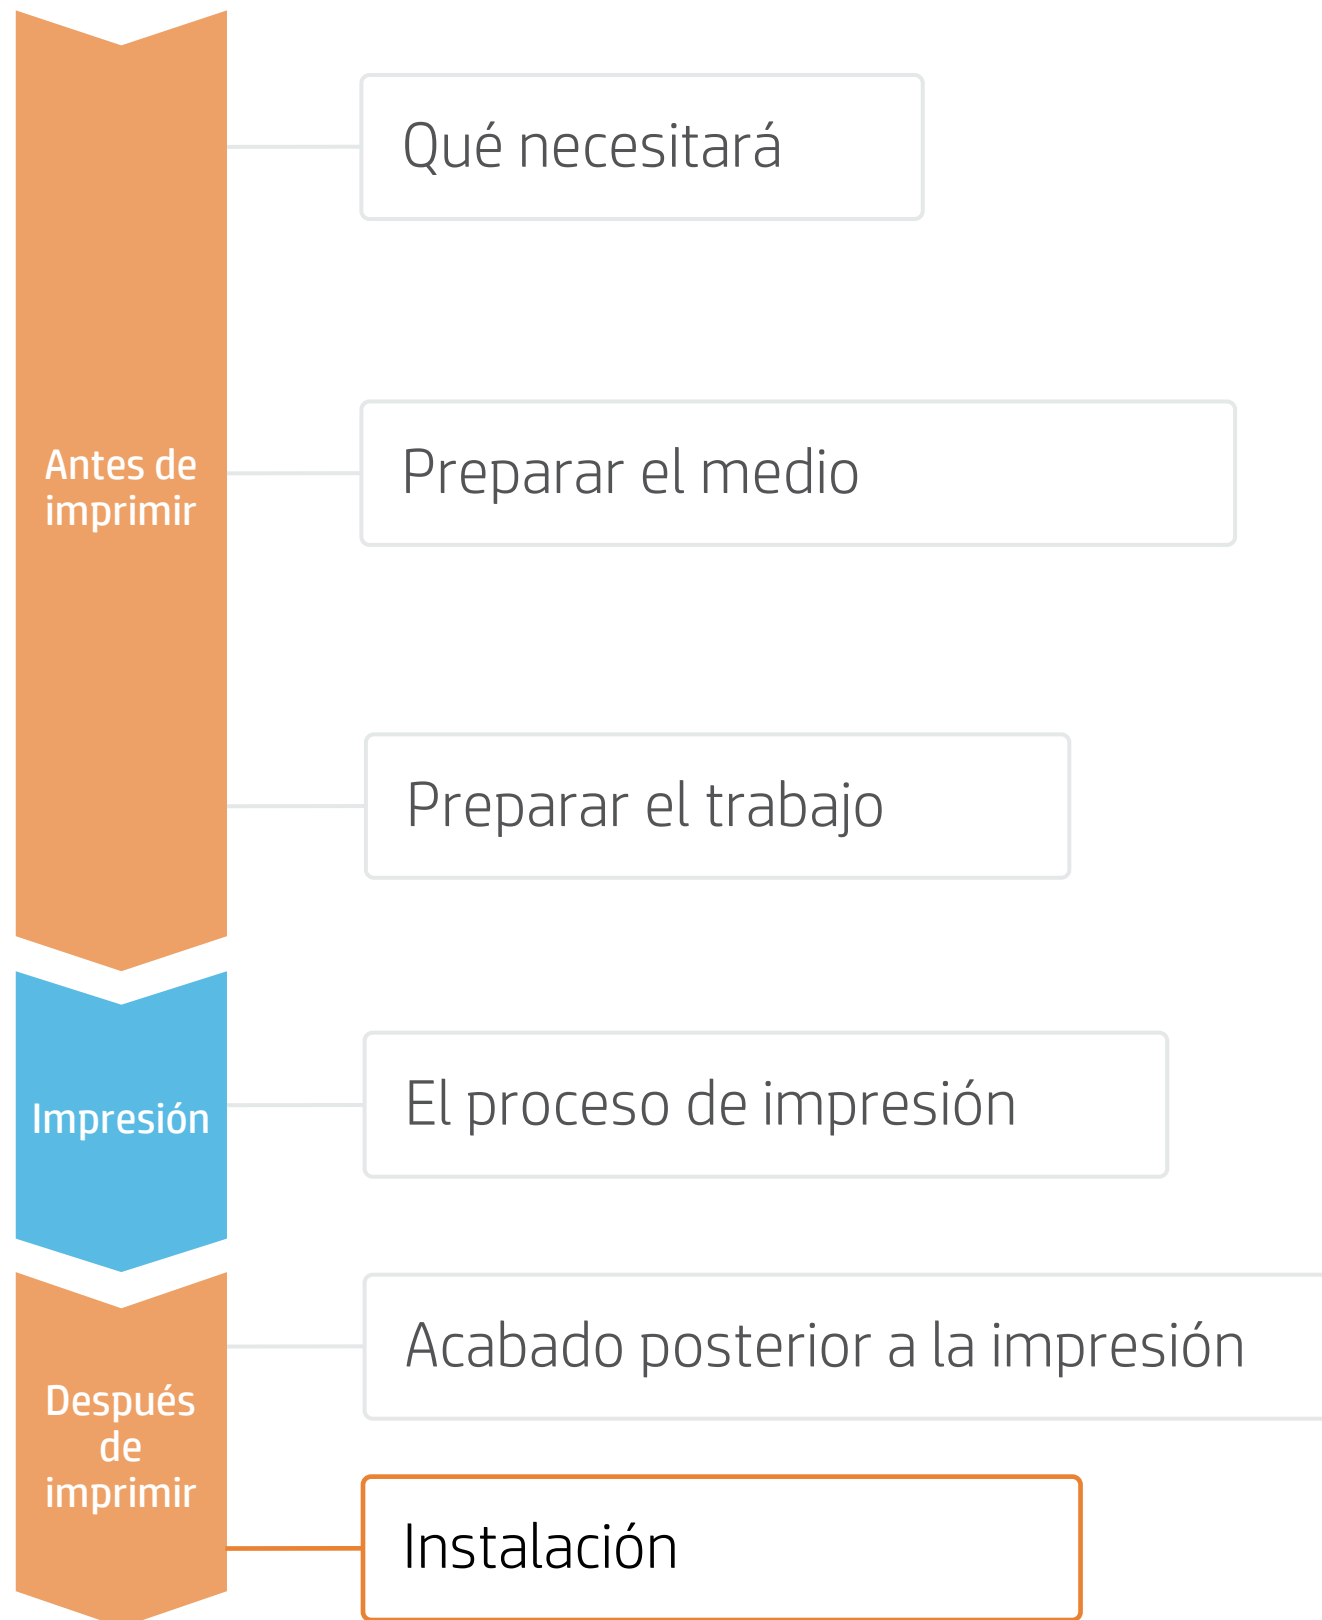 Qué necesitará
Antes de
imprimir
Preparar el medio
Preparar el trabajo
Impresión
El proceso de impresión
Acabado posterior a la impresión
Después
de
imprimir
Instalación